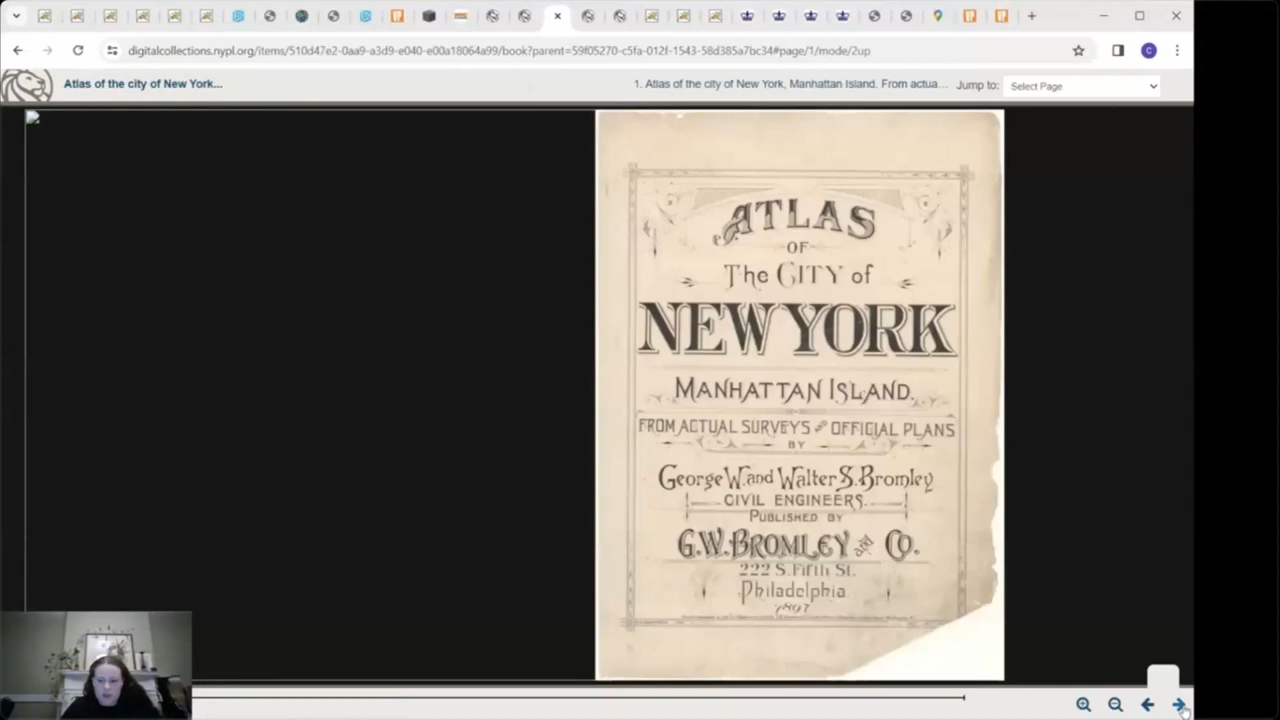 digitalcollections.nypl.org/items/510d47e2-0aa9-a3d9-e040-e00a18064a99/book?parent=59f05270-c5fa-012f-1543-58d385a7bc34#page/1/mode/2up
C
Atlas of the city of New York...
1. Atlas of the city of New York, Manhattan Island. From actua...
Jump to:
Select Page
ATLAS
OF
The CITY of
NEW YORK
MANHATTAN ISLAND.
FROM ACTUAL SURVEYS AND OFFICIAL PLANS
BY
George W. and Walter S. Bromley
CIVIL ENGINEERS.
PUBLISHED BY
G.W. BROMLEY AND CO.
222 S. Fifth St.
Philadelphia
1897